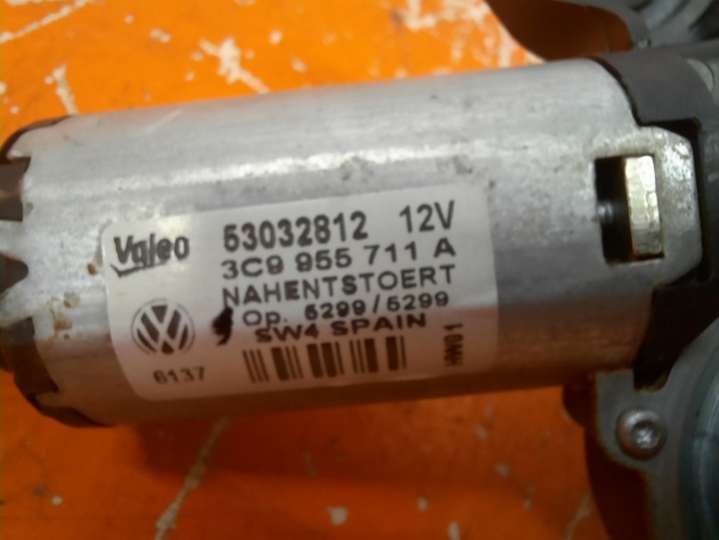 Valeo 53032812 12V
3C9 955 711 A
NAHENTSTOERT
Op. 5299/5299
SW4 SPAIN
6137